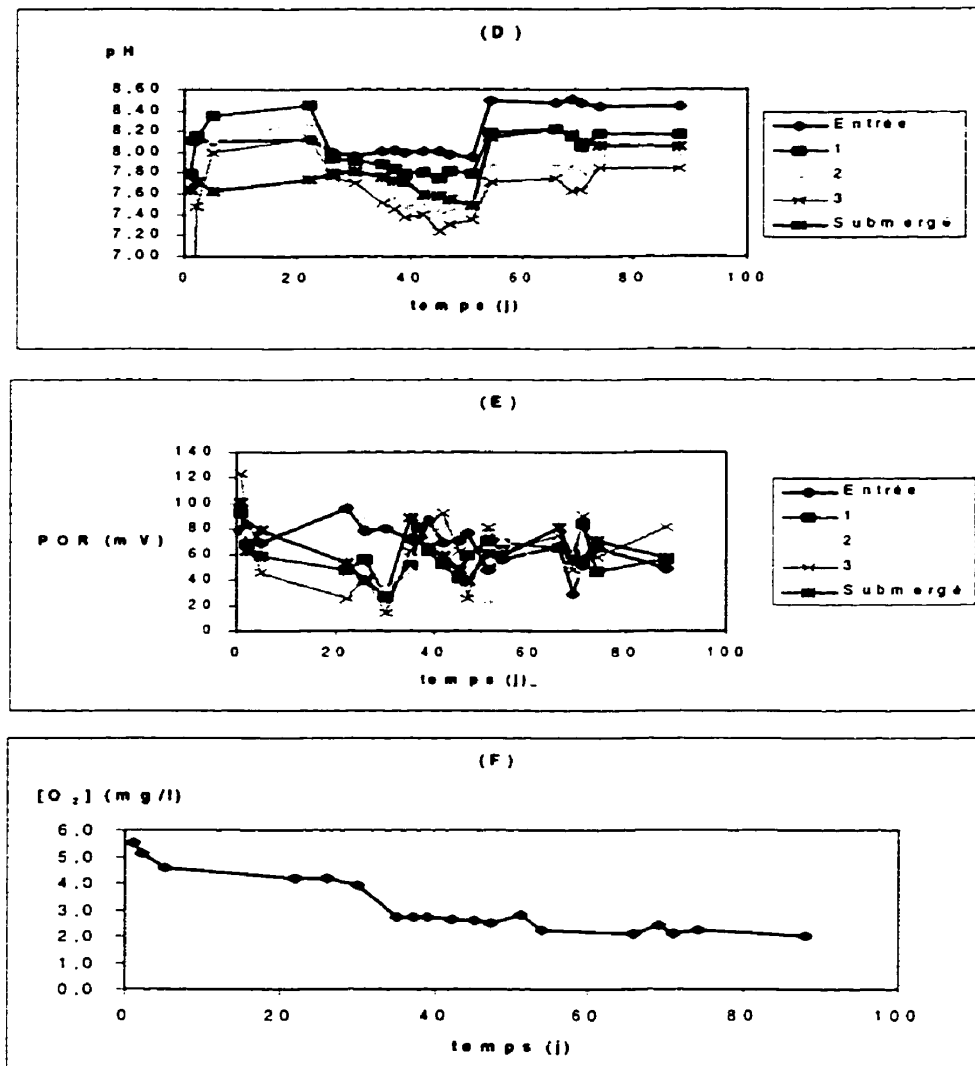 (D)
pH
8.60
8.40
8.20
8.00
7.80
7.60
7.40
7.20
7.00
0 20 40 60 80 100
temps (j)
Entrée
1
2
3
Submergé
(E)
POR (mV)
140
120
100
80
60
40
20
0
0 20 40 60 80 100
temps (j)_
Entrée
1
2
3
Submergé
(F)
[O₂] (mg/l)
6.0
5.0
4.0
3.0
2.0
1.0
0.0
0 20 40 60 80 100
temps (j)